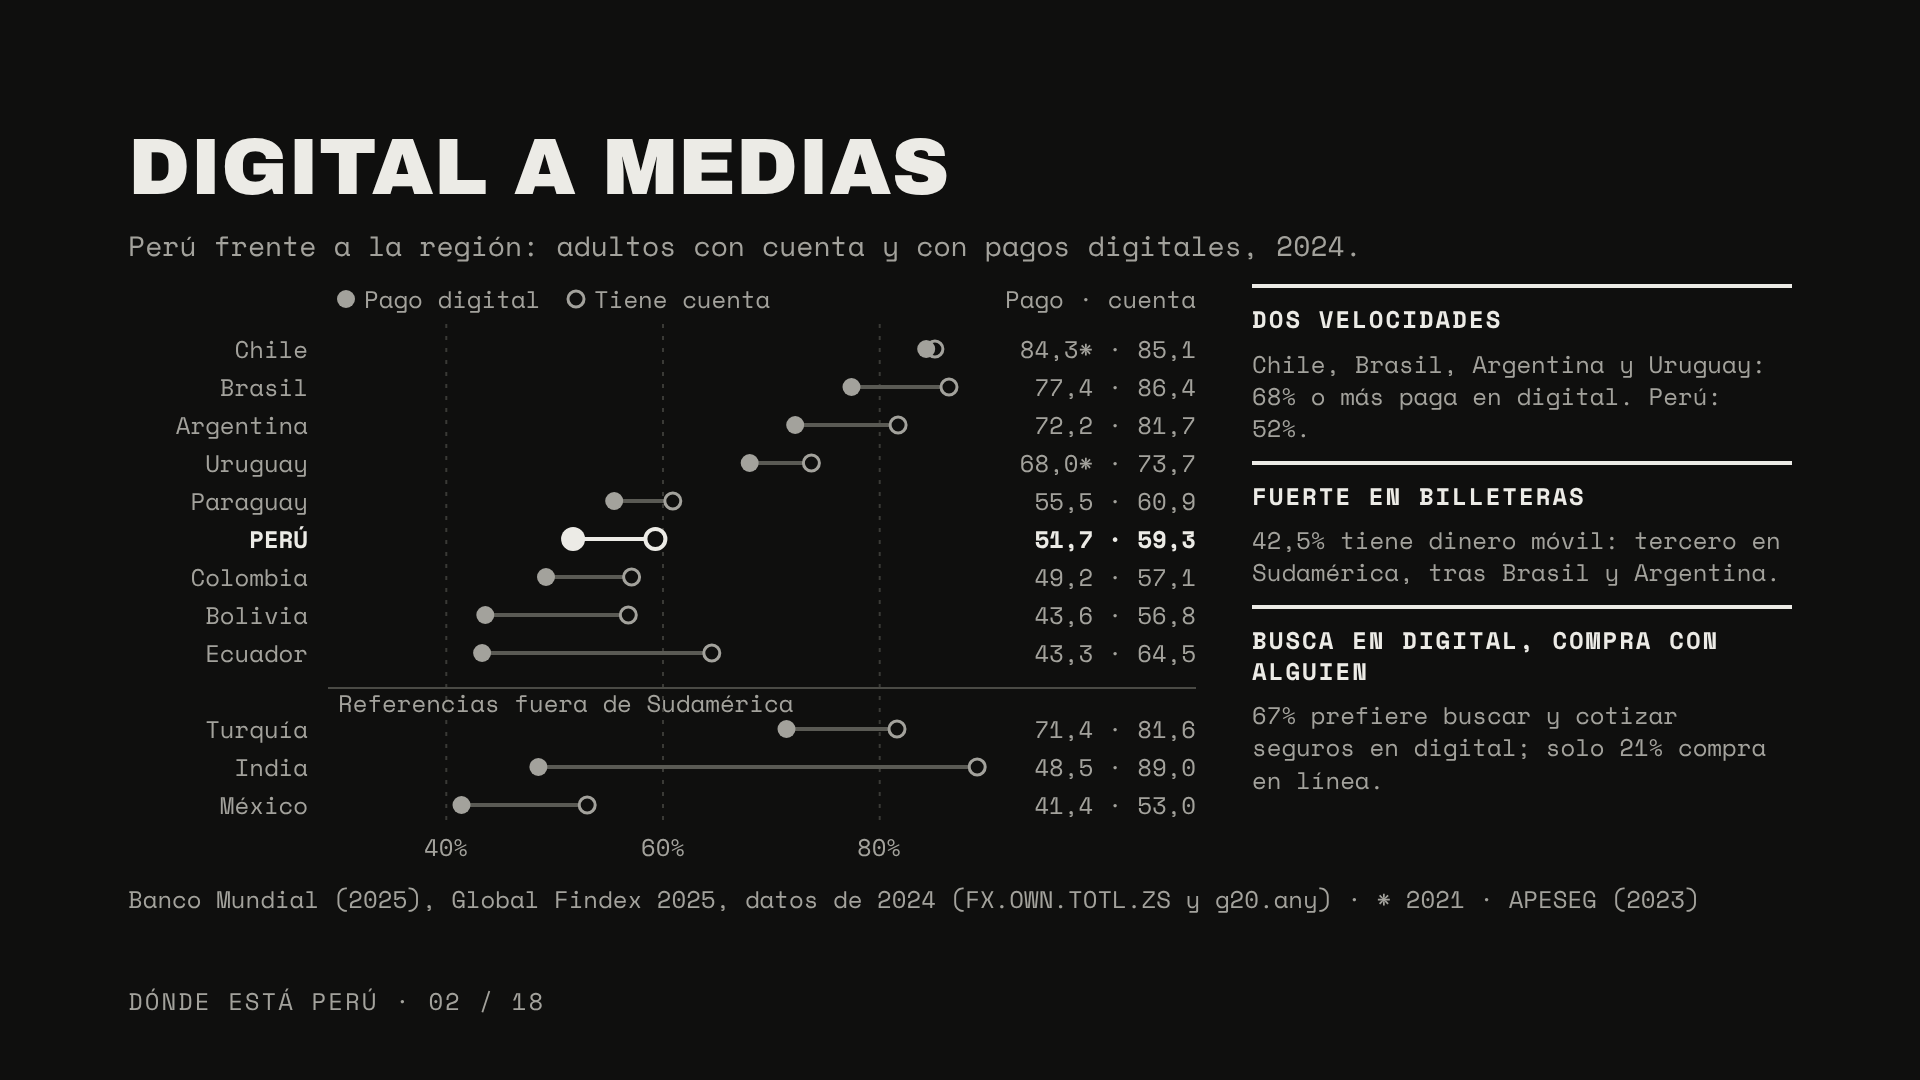 DIGITAL A MEDIAS
Perú frente a la región: adultos con cuenta y con pagos digitales, 2024.
Pago digital Tiene cuenta Pago · cuenta
Chile 84,3* · 85,1
Brasil 77,4 · 86,4
Argentina 72,2 · 81,7
Uruguay 68,0* · 73,7
Paraguay 55,5 · 60,9
PERÚ 51,7 · 59,3
Colombia 49,2 · 57,1
Bolivia 43,6 · 56,8
Ecuador 43,3 · 64,5
Referencias fuera de Sudamérica
Turquía 71,4 · 81,6
India 48,5 · 89,0
México 41,4 · 53,0
40% 60% 80%
DOS VELOCIDADES
Chile, Brasil, Argentina y Uruguay:
68% o más paga en digital. Perú:
52%.
FUERTE EN BILLETERAS
42,5% tiene dinero móvil: tercero en
Sudamérica, tras Brasil y Argentina.
BUSCA EN DIGITAL, COMPRA CON
ALGUIEN
67% prefiere buscar y cotizar
seguros en digital; solo 21% compra
en línea.
Banco Mundial (2025), Global Findex 2025, datos de 2024 (FX.OWN.TOTL.ZS y g20.any) · * 2021 · APESEG (2023)
DÓNDE ESTÁ PERÚ · 02 / 18